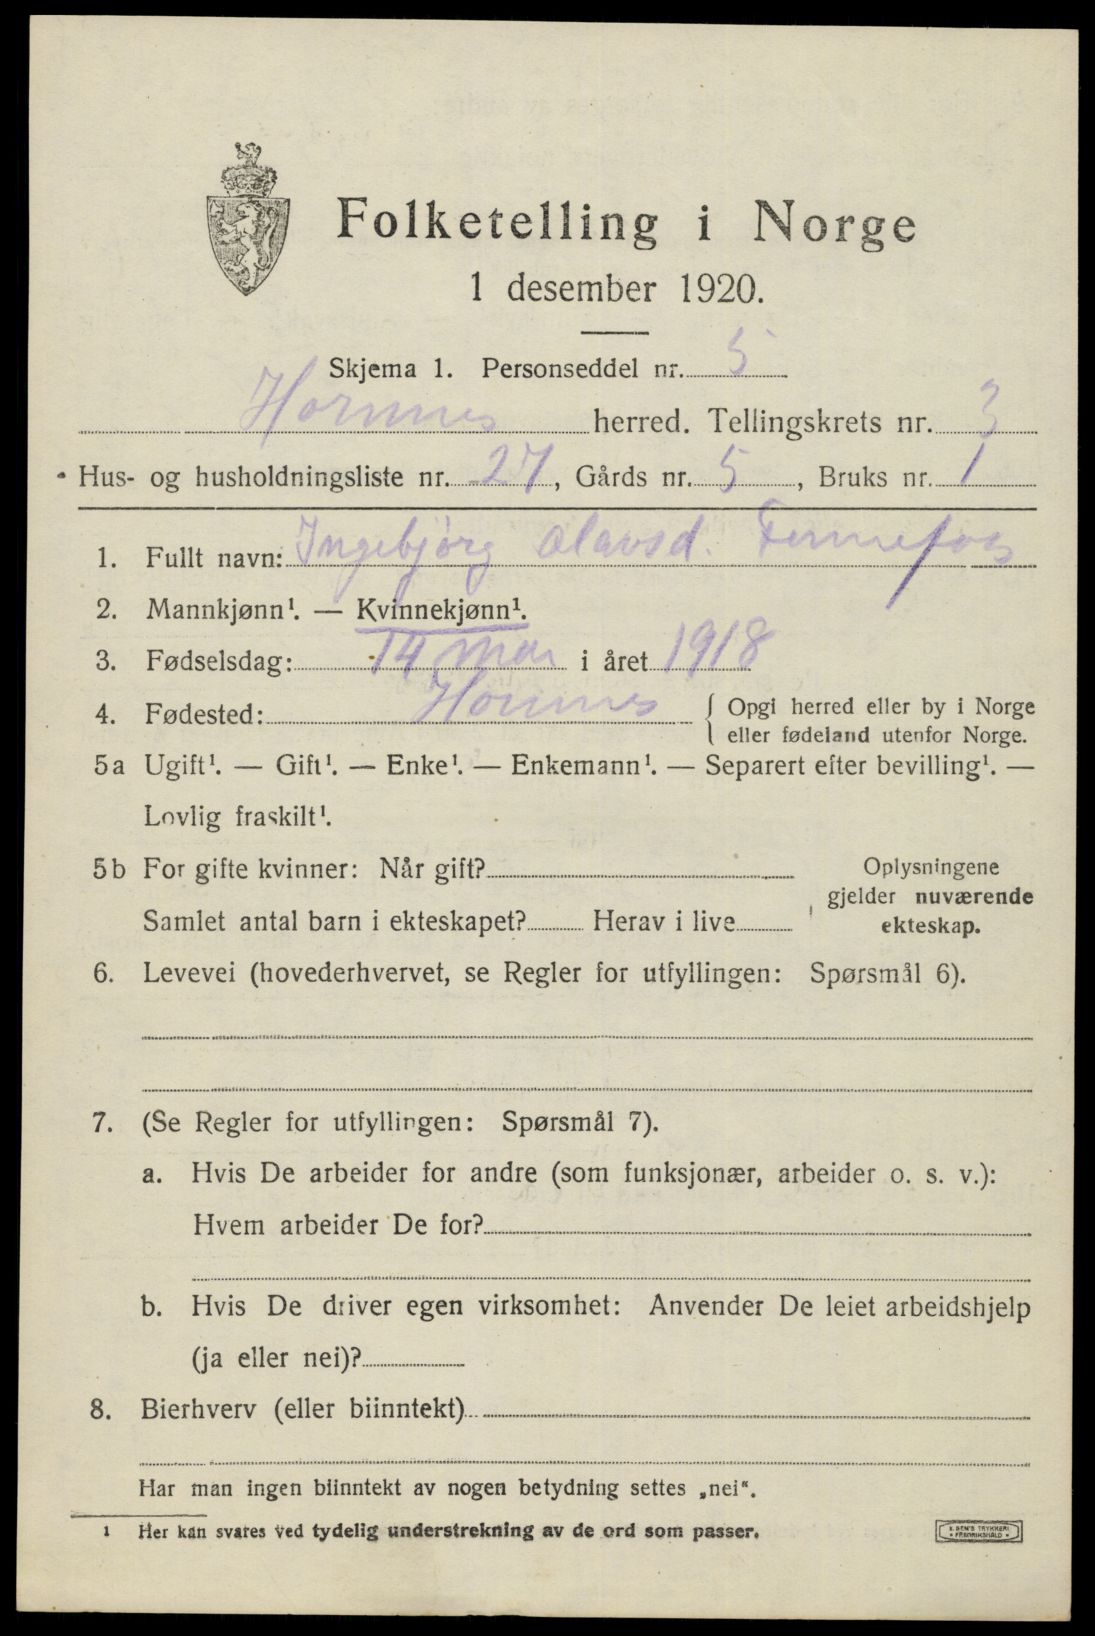 Folketelling i Norge
1 desember 1920.
Skjema 1. Personseddel nr. 5
Hornnes herred. Tellingskrets nr. 3
Hus- og husholdningsliste nr. 27, Gårds nr. 5, Bruks nr. 1
1. Fullt navn: Ingebjörg Olavsd. Fennefoss
2. Mannkjønn¹. — Kvinnekjønn¹.
3. Fødselsdag: 14 mar i året 1918
4. Fødested: Hornnes { Opgi herred eller by i Norge
eller fødeland utenfor Norge.
5a Ugift¹. — Gift¹. — Enke¹. — Enkemann¹. — Separert efter bevilling¹. —
Lovlig fraskilt¹.
5b For gifte kvinner: Når gift?
Samlet antal barn i ekteskapet? Herav i live
Oplysningene
gjelder nuværende
ekteskap.
6. Levevei (hovederhvervet, se Regler for utfyllingen: Spørsmål 6).
7. (Se Regler for utfyllingen: Spørsmål 7).
a. Hvis De arbeider for andre (som funksjonær, arbeider o. s. v.):
Hvem arbeider De for?
b. Hvis De driver egen virksomhet: Anvender De leiet arbeidshjelp
(ja eller nei)?
8. Bierhverv (eller biinntekt)
Har man ingen biinntekt av nogen betydning settes „nei“.
1 Her kan svares ved tydelig understrekning av de ord som passer.